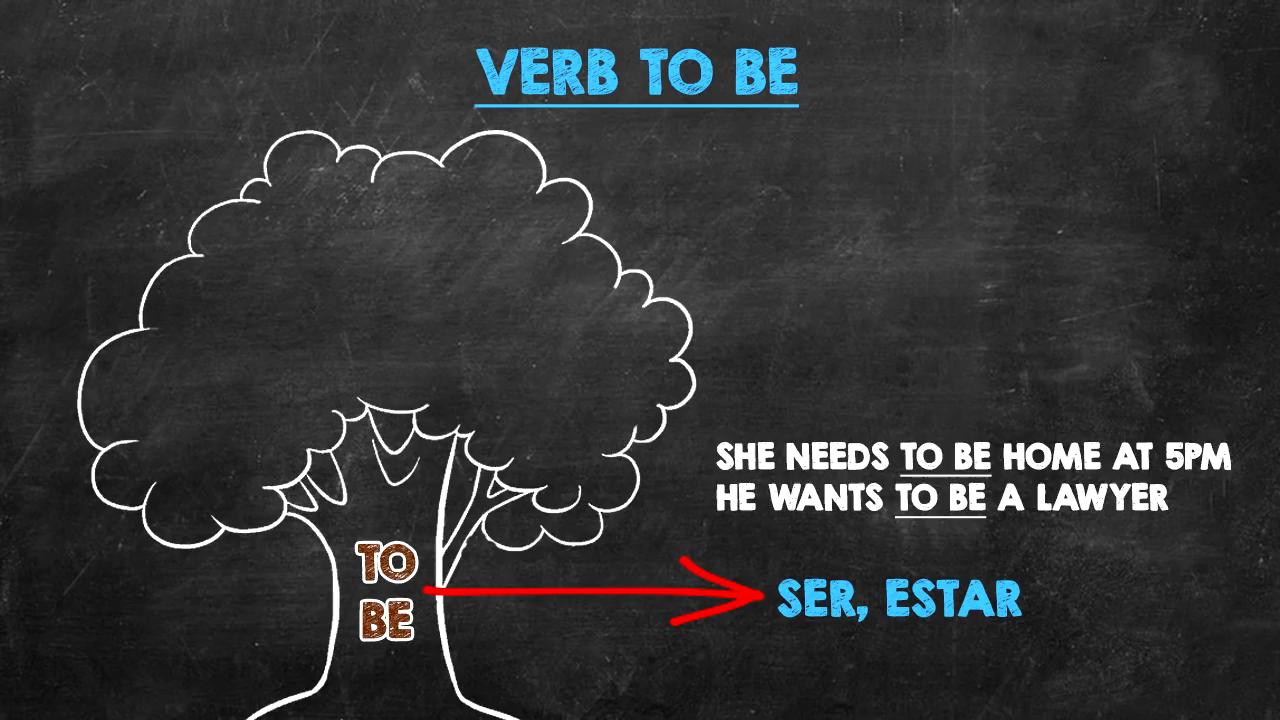 VERB TO BE
SHE NEEDS TO BE HOME AT 5PM
HE WANTS TO BE A LAWYER
TO
BE
SER, ESTAR